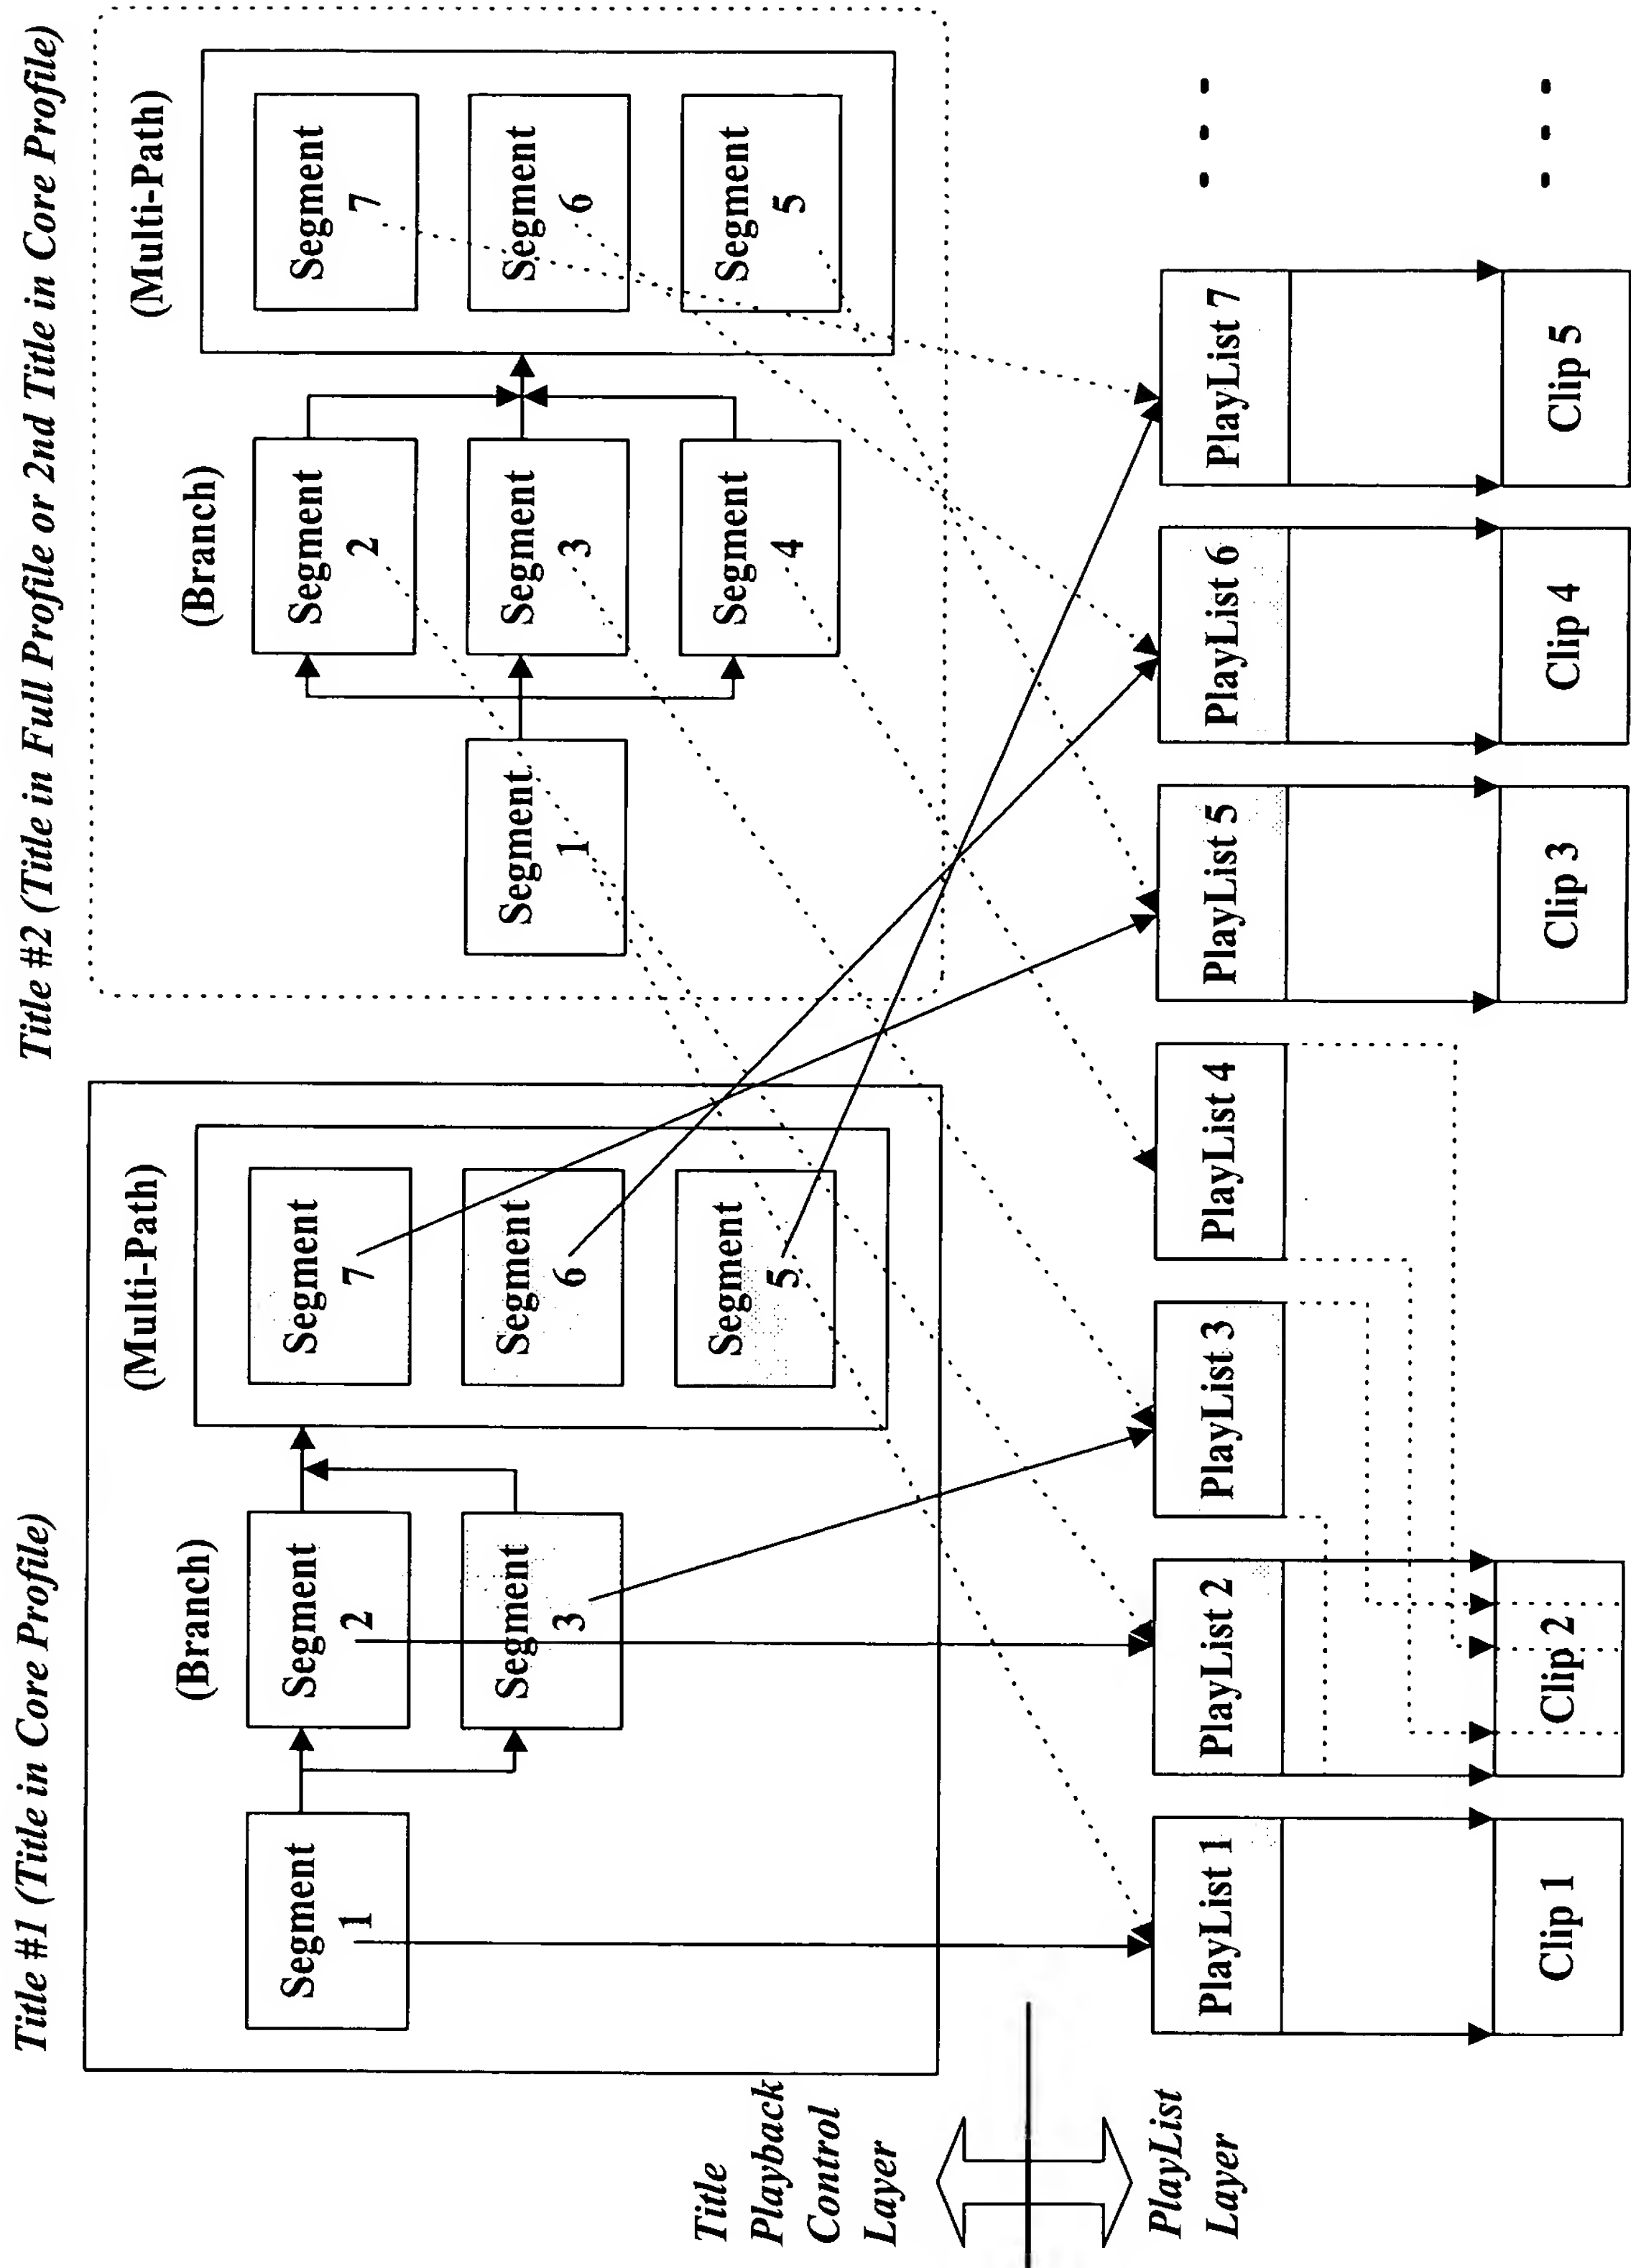 Title #1 (Title in Core Profile)
Title #2 (Title in Full Profile or 2nd Title in Core Profile)
(Branch)
(Multi-Path)
Segment
1
Segment
2
Segment
3
Segment
7
Segment
6
Segment
5
(Branch)
(Multi-Path)
Segment
1
Segment
2
Segment
3
Segment
4
Segment
7
Segment
6
Segment
5
Title
Playback
Control
Layer
PlayList
Layer
PlayList 1
PlayList 2
PlayList 3
PlayList 4
PlayList 5
PlayList 6
PlayList 7
Clip 1
Clip 2
Clip 3
Clip 4
Clip 5